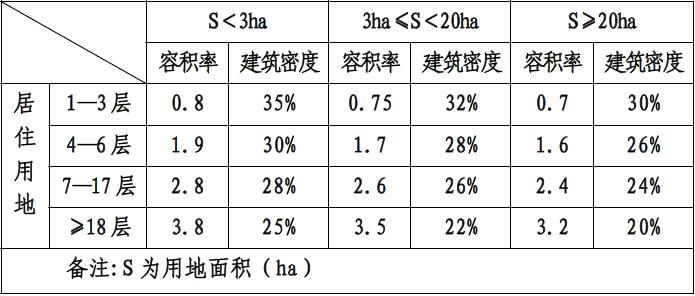 S<3ha 3ha≤S<20ha S≥20ha
容积率 建筑密度 容积率 建筑密度 容积率 建筑密度
居住用地
1—3层 0.8 35% 0.75 32% 0.7 30%
4—6层 1.9 30% 1.7 28% 1.6 26%
7—17层 2.8 28% 2.6 26% 2.4 24%
≥18层 3.8 25% 3.5 22% 3.2 20%
备注:S为用地面积(ha)